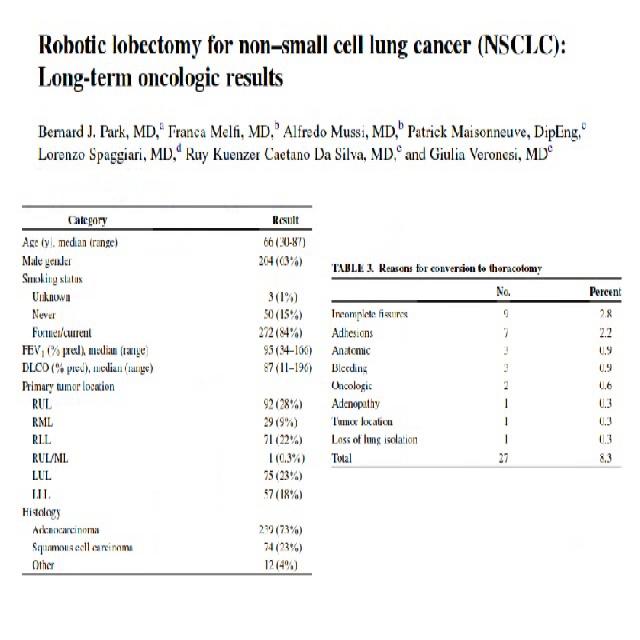 Robotic lobectomy for non–small cell lung cancer (NSCLC):
Long-term oncologic results
Bernard J. Park, MD,a Franca Melfi, MD,b Alfredo Mussi, MD,b Patrick Maisonneuve, DipEng,c
Lorenzo Spaggiari, MD,d Ruy Kuenzer Caetano Da Silva, MD,e and Giulia Veronesi, MDe
Category Result
Age (y), median (range) 66 (30-87)
Male gender 204 (63%)
Smoking status
Unknown 3 (1%)
Never 50 (15%)
Former/current 272 (84%)
FEV1 (% pred), median (range) 95 (34–166)
DLCO (% pred), median (range) 87 (11–196)
Primary tumor location
RUL 92 (28%)
RML 29 (9%)
RLL 71 (22%)
RUL/ML 1 (0.3%)
LUL 75 (23%)
LLL 57 (18%)
Histology
Adenocarcinoma 239 (73%)
Squamous cell carcinoma 74 (23%)
Other 12 (4%)
TABLE 3. Reasons for conversion to thoracotomy
No. Percent
Incomplete fissures 9 2.8
Adhesions 7 2.2
Anatomic 3 0.9
Bleeding 3 0.9
Oncologic 2 0.6
Adenopathy 1 0.3
Tumor location 1 0.3
Loss of lung isolation 1 0.3
Total 27 8.3